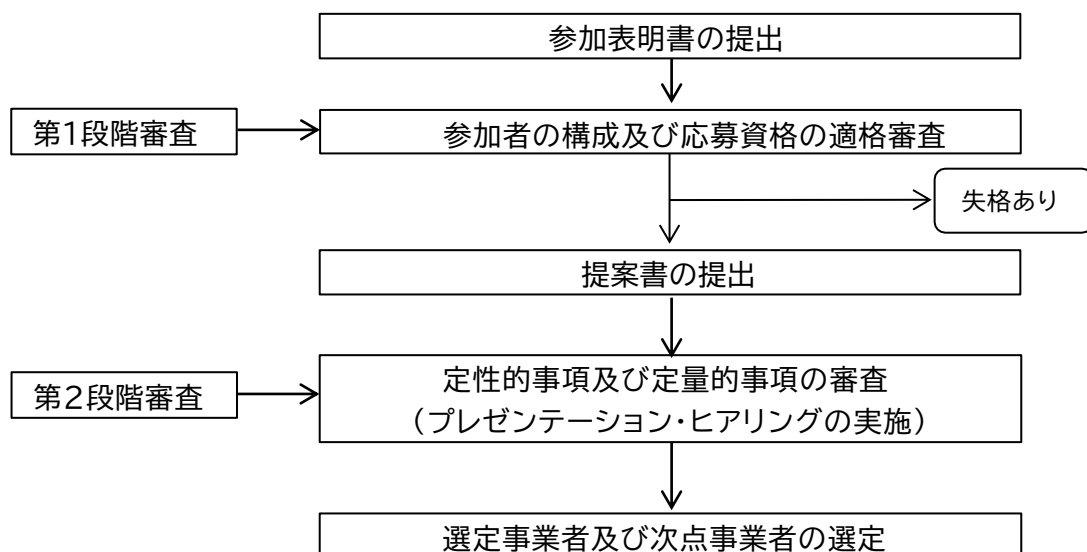 参加表明書の提出
第1段階審査
参加者の構成及び応募資格の適格審査
失格あり
提案書の提出
第2段階審査
定性的事項及び定量的事項の審査
（プレゼンテーション・ヒアリングの実施）
選定事業者及び次点事業者の選定